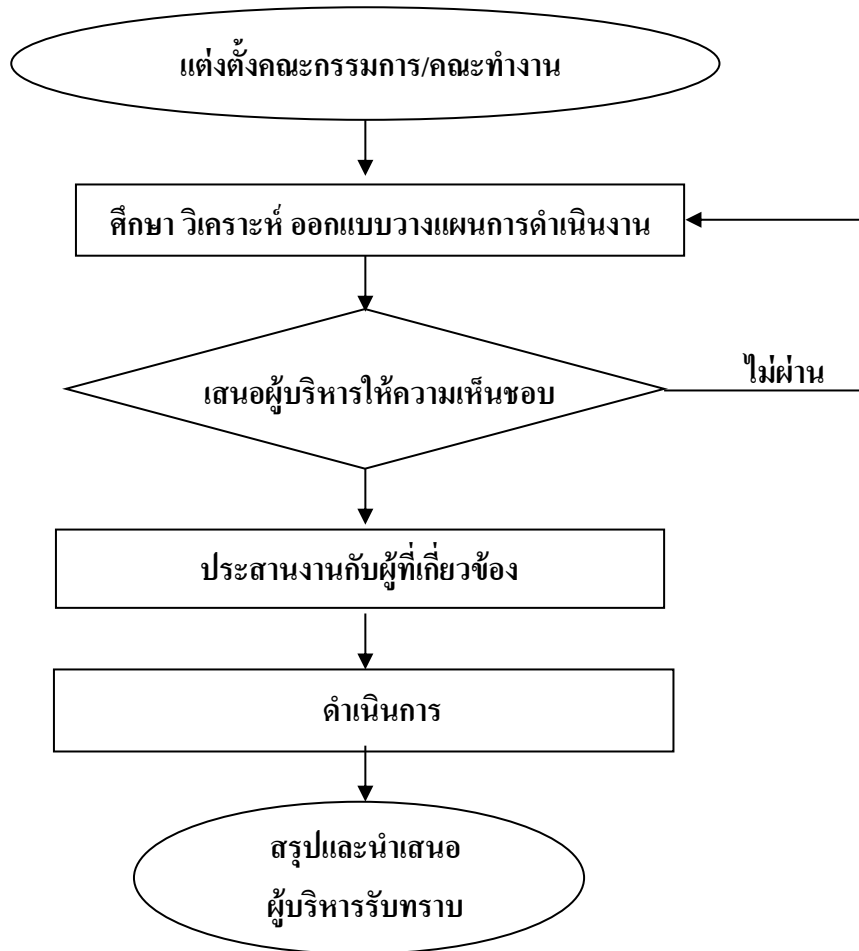 แต่งตั้งคณะกรรมการ/คณะทำงาน
ศึกษา วิเคราะห์ ออกแบบวางแผนการดำเนินงาน
เสนอผู้บริหารให้ความเห็นชอบ
ไม่ผ่าน
ประสานงานกับผู้ที่เกี่ยวข้อง
ดำเนินการ
สรุปและนำเสนอ
ผู้บริหารรับทราบ